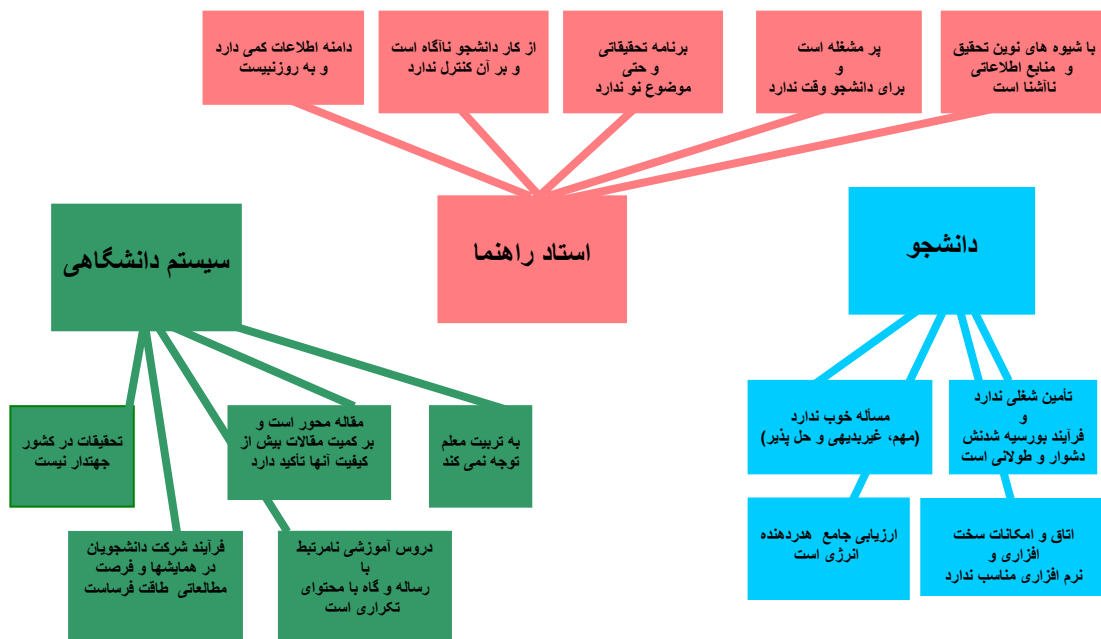 با شیوه های نوین تحقیق
و منابع اطلاعاتی
ناآشنا است
پر مشغله است
و
برای دانشجو وقت ندارد
برنامه تحقیقاتی
و حتی
موضوع نو ندارد
از کار دانشجو ناآگاه است
و بر آن کنترل ندارد
دامنه اطلاعات کمی دارد
و به روزنیست
استاد راهنما
دانشجو
تأمین شغلی ندارد
و
فرآیند بورسیه شدنش
دشوار و طولانی است
مسأله خوب ندارد
(مهم، غیربدیهی و حل پذیر)
اتاق و امکانات سخت
افزاری و
نرم افزاری مناسب ندارد
ارزیابی جامع هدردهنده
انرژی است
سیستم دانشگاهی
به تربیت معلم
توجه نمی کند
مقاله محور است و
بر کمیت مقالات بیش از
کیفیت آنها تأکید دارد
تحقیقات در کشور
جهتدار نیست
دروس آموزشی نامرتبط
با
رساله و گاه با محتوای
تکراری است
فرآیند شرکت دانشجویان
در همایشها و فرصت
مطالعاتی طاقت فرساست